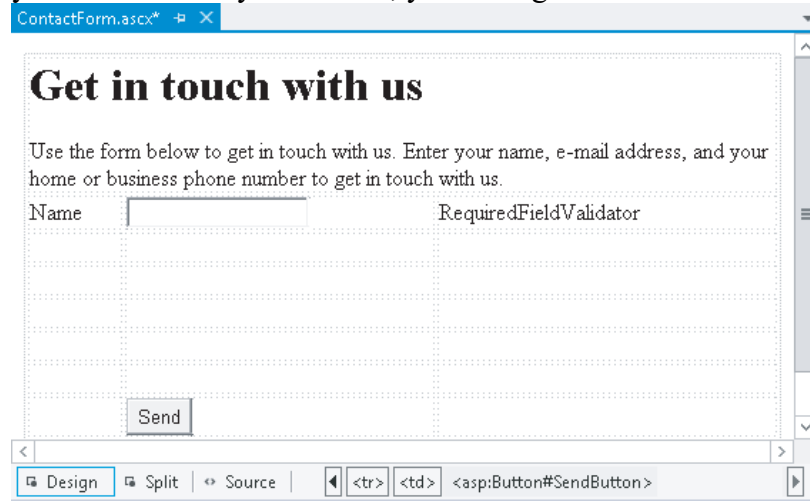 ContactForm.ascx*
Get in touch with us
Use the form below to get in touch with us. Enter your name, e-mail address, and your
home or business phone number to get in touch with us.
Name RequiredFieldValidator
Send
Design Split Source <tr> <td> <asp:Button#SendButton>